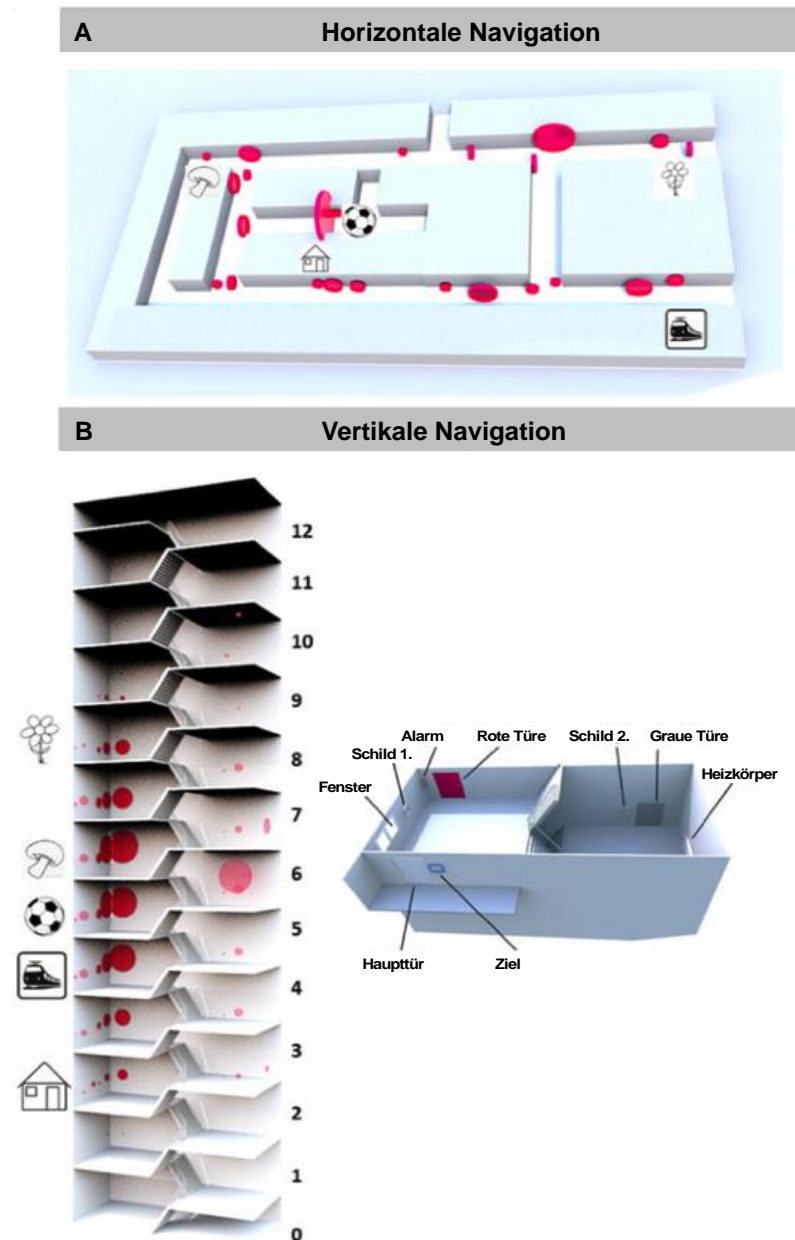 A Horizontale Navigation
B Vertikale Navigation
12
11
10
9
8
7
6
5
4
3
2
1
0
Alarm
Rote Türe
Schild 2.
Graue Türe
Schild 1.
Heizkörper
Fenster
Haupttür
Ziel